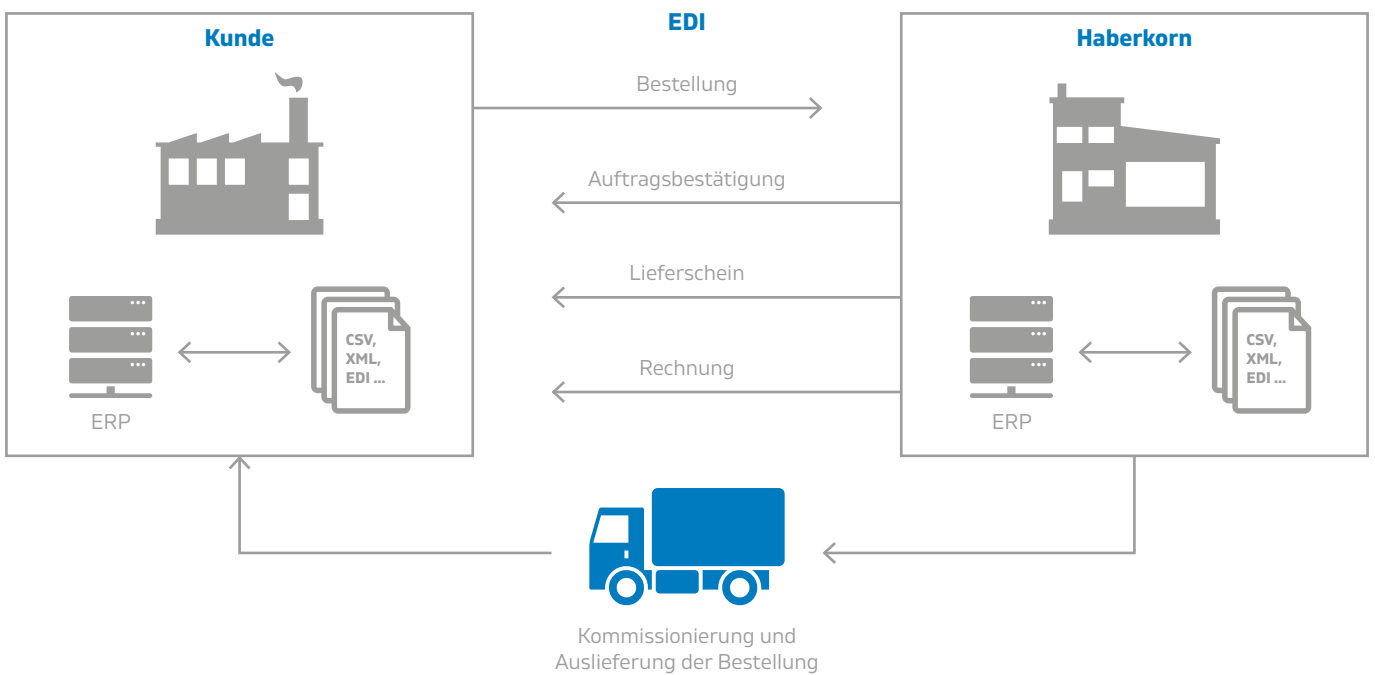 EDI
Kunde
Haberkorn
Bestellung
Auftragsbestätigung
Lieferschein
Rechnung
CSV,
XML,
EDI ...
ERP
CSV,
XML,
EDI ...
ERP
Kommissionierung und
Auslieferung der Bestellung